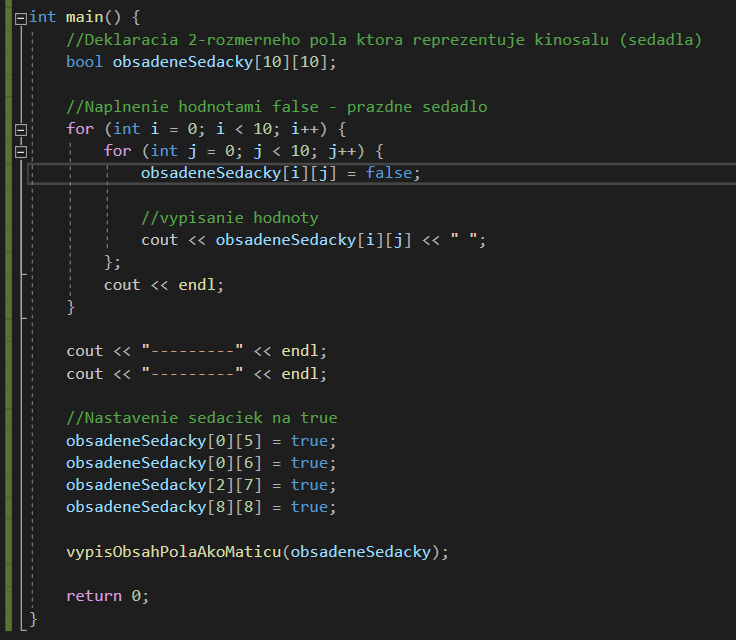 int main() {
    //Deklaracia 2-rozmerneho pola ktora reprezentuje kinosalu (sedadla)
    bool obsadeneSedacky[10][10];

    //Naplnenie hodnotami false - prazdne sedadlo
    for (int i = 0; i < 10; i++) {
        for (int j = 0; j < 10; j++) {
            obsadeneSedacky[i][j] = false;

            //vypisanie hodnoty
            cout << obsadeneSedacky[i][j] << " ";
        };
        cout << endl;
    }

    cout << "---------" << endl;
    cout << "---------" << endl;

    //Nastavenie sedaciek na true
    obsadeneSedacky[0][5] = true;
    obsadeneSedacky[0][6] = true;
    obsadeneSedacky[2][7] = true;
    obsadeneSedacky[8][8] = true;

    vypisObsahPolaAkoMaticu(obsadeneSedacky);

    return 0;
}